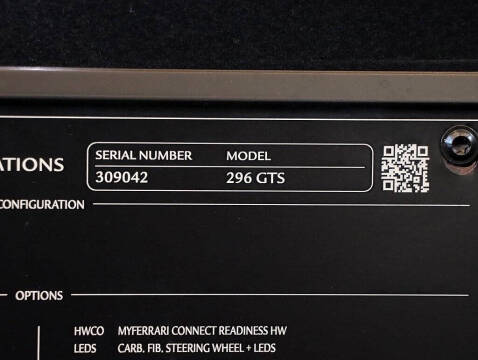 ATIONS
SERIAL NUMBER MODEL
309042 296 GTS
CONFIGURATION
OPTIONS
HWCO MYFERRARI CONNECT READINESS HW
LEDS CARB. FIB. STEERING WHEEL + LEDS